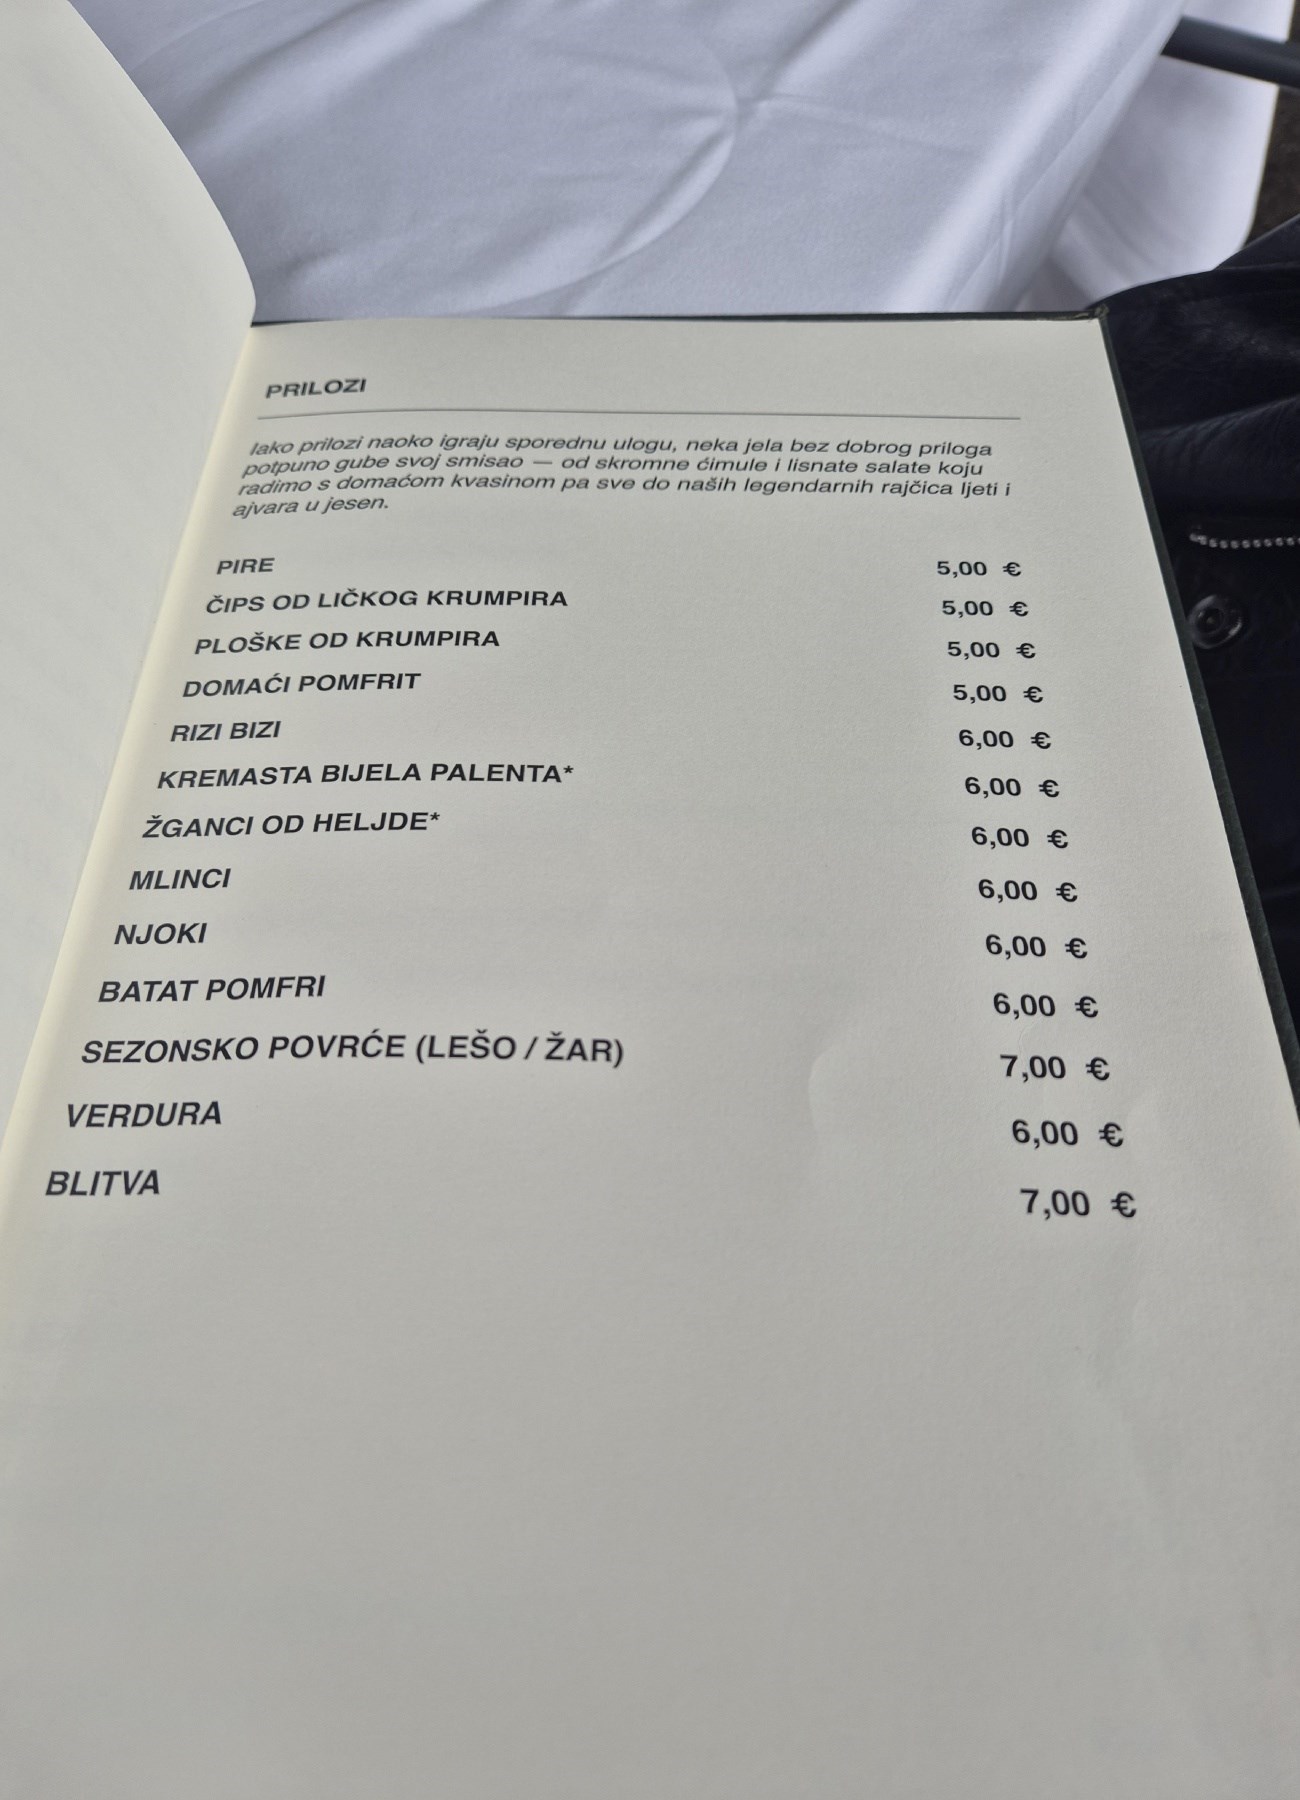 PRILOZI
Iako prilozi naoko igraju sporednu ulogu, neka jela bez dobrog priloga
potpuno gube svoj smisao — od skromne ćimule i lisnate salate koju
radimo s domaćom kvasinom pa sve do naših legendarnih rajčica ljeti i
ajvara u jesen.
PIRE 5,00 €
ČIPS OD LIČKOG KRUMPIRA 5,00 €
PLOŠKE OD KRUMPIRA 5,00 €
DOMAĆI POMFRIT 5,00 €
RIZI BIZI 6,00 €
KREMASTA BIJELA PALENTA* 6,00 €
ŽGANCI OD HELJDE* 6,00 €
MLINCI 6,00 €
NJOKI 6,00 €
BATAT POMFRI 6,00 €
SEZONSKO POVRĆE (LEŠO / ŽAR) 7,00 €
VERDURA 6,00 €
BLITVA 7,00 €